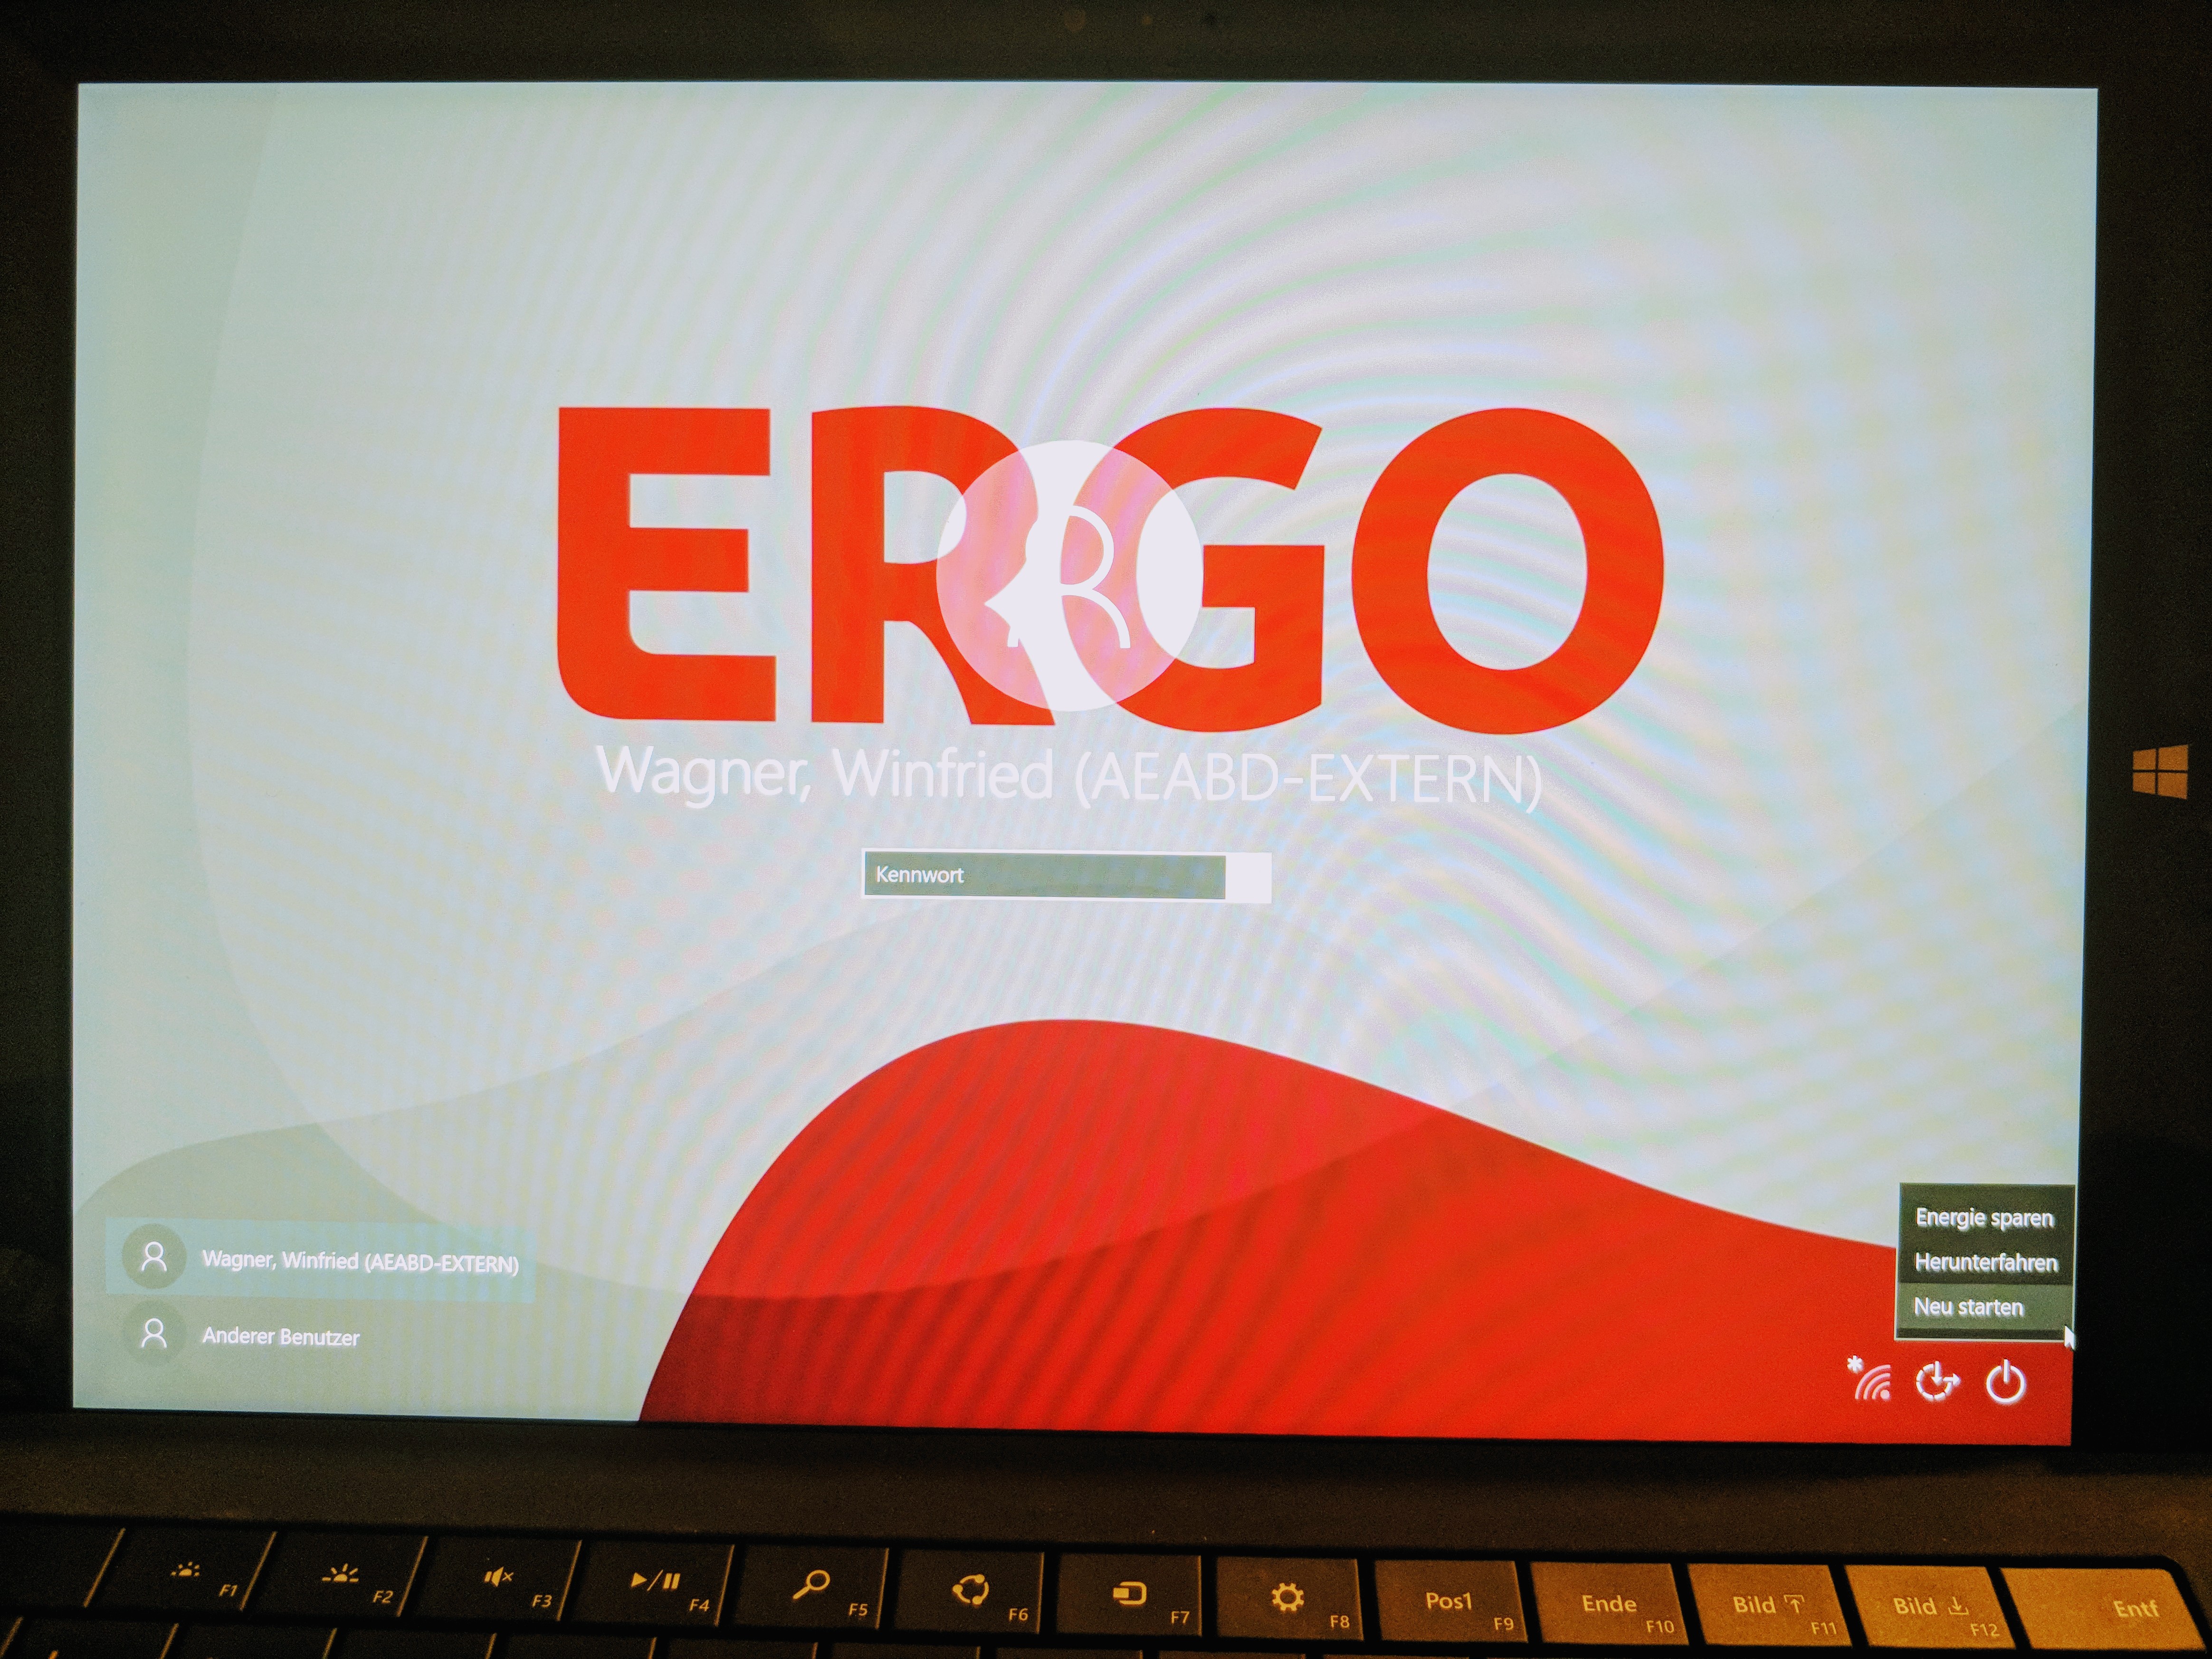 ERGO
Wagner, Winfried (AEABD-EXTERN)
Kennwort
Wagner, Winfried (AEABD-EXTERN)
Anderer Benutzer
Energie sparen
Herunterfahren
Neu starten
F1 F2 F3 F4 F5 F6 F7 F8 Pos1 F9 Ende F10 Bild F11 Bild F12 Entf